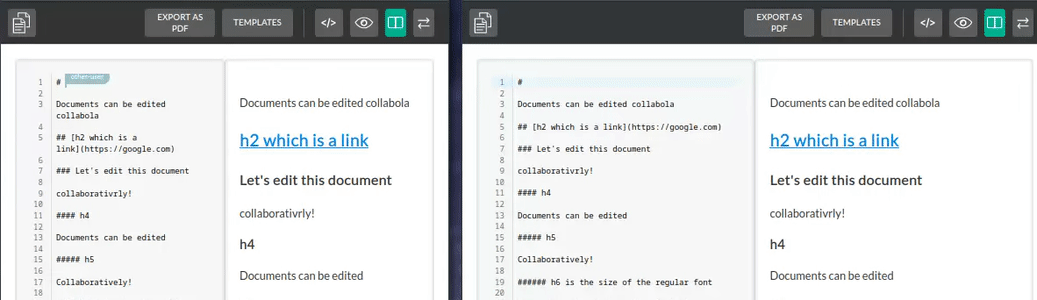 EXPORT AS
PDF
TEMPLATES
</>
1 # other-user
2
3 Documents can be edited
collabola
4
5 ## [h2 which is a
link](https://google.com)
6
7 ### Let's edit this document
8
9 collaborativrly!
10
11 #### h4
12
13 Documents can be edited
14
15 ##### h5
16
17 Collaboratively!
18
Documents can be edited collabola
h2 which is a link
Let's edit this document
collaborativrly!
h4
Documents can be edited
EXPORT AS
PDF
TEMPLATES
</>
1 #
2
3 Documents can be edited collabola
4
5 ## [h2 which is a link](https://google.com)
6
7 ### Let's edit this document
8
9 collaborativrly!
10
11 #### h4
12
13 Documents can be edited
14
15 ##### h5
16
17 Collaboratively!
18
19 ###### h6 is the size of the regular font
20
Documents can be edited collabola
h2 which is a link
Let's edit this document
collaborativrly!
h4
Documents can be edited